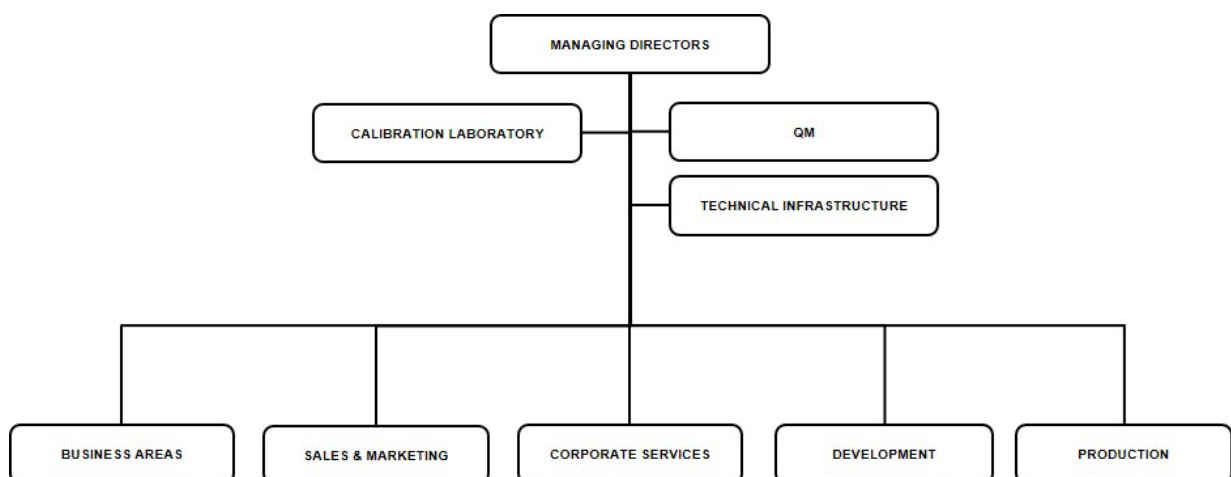 MANAGING DIRECTORS
CALIBRATION LABORATORY
QM
TECHNICAL INFRASTRUCTURE
BUSINESS AREAS
SALES & MARKETING
CORPORATE SERVICES
DEVELOPMENT
PRODUCTION